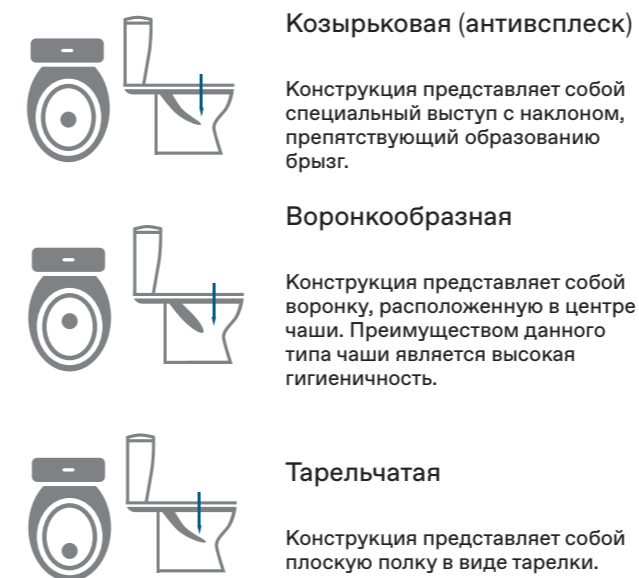 Козырьковая (антивсплеск)
Конструкция представляет собой
специальный выступ с наклоном,
препятствующий образованию
брызг.
Воронкообразная
Конструкция представляет собой
воронку, расположенную в центре
чаши. Преимуществом данного
типа чаши является высокая
гигиеничность.
Тарельчатая
Конструкция представляет собой
плоскую полку в виде тарелки.